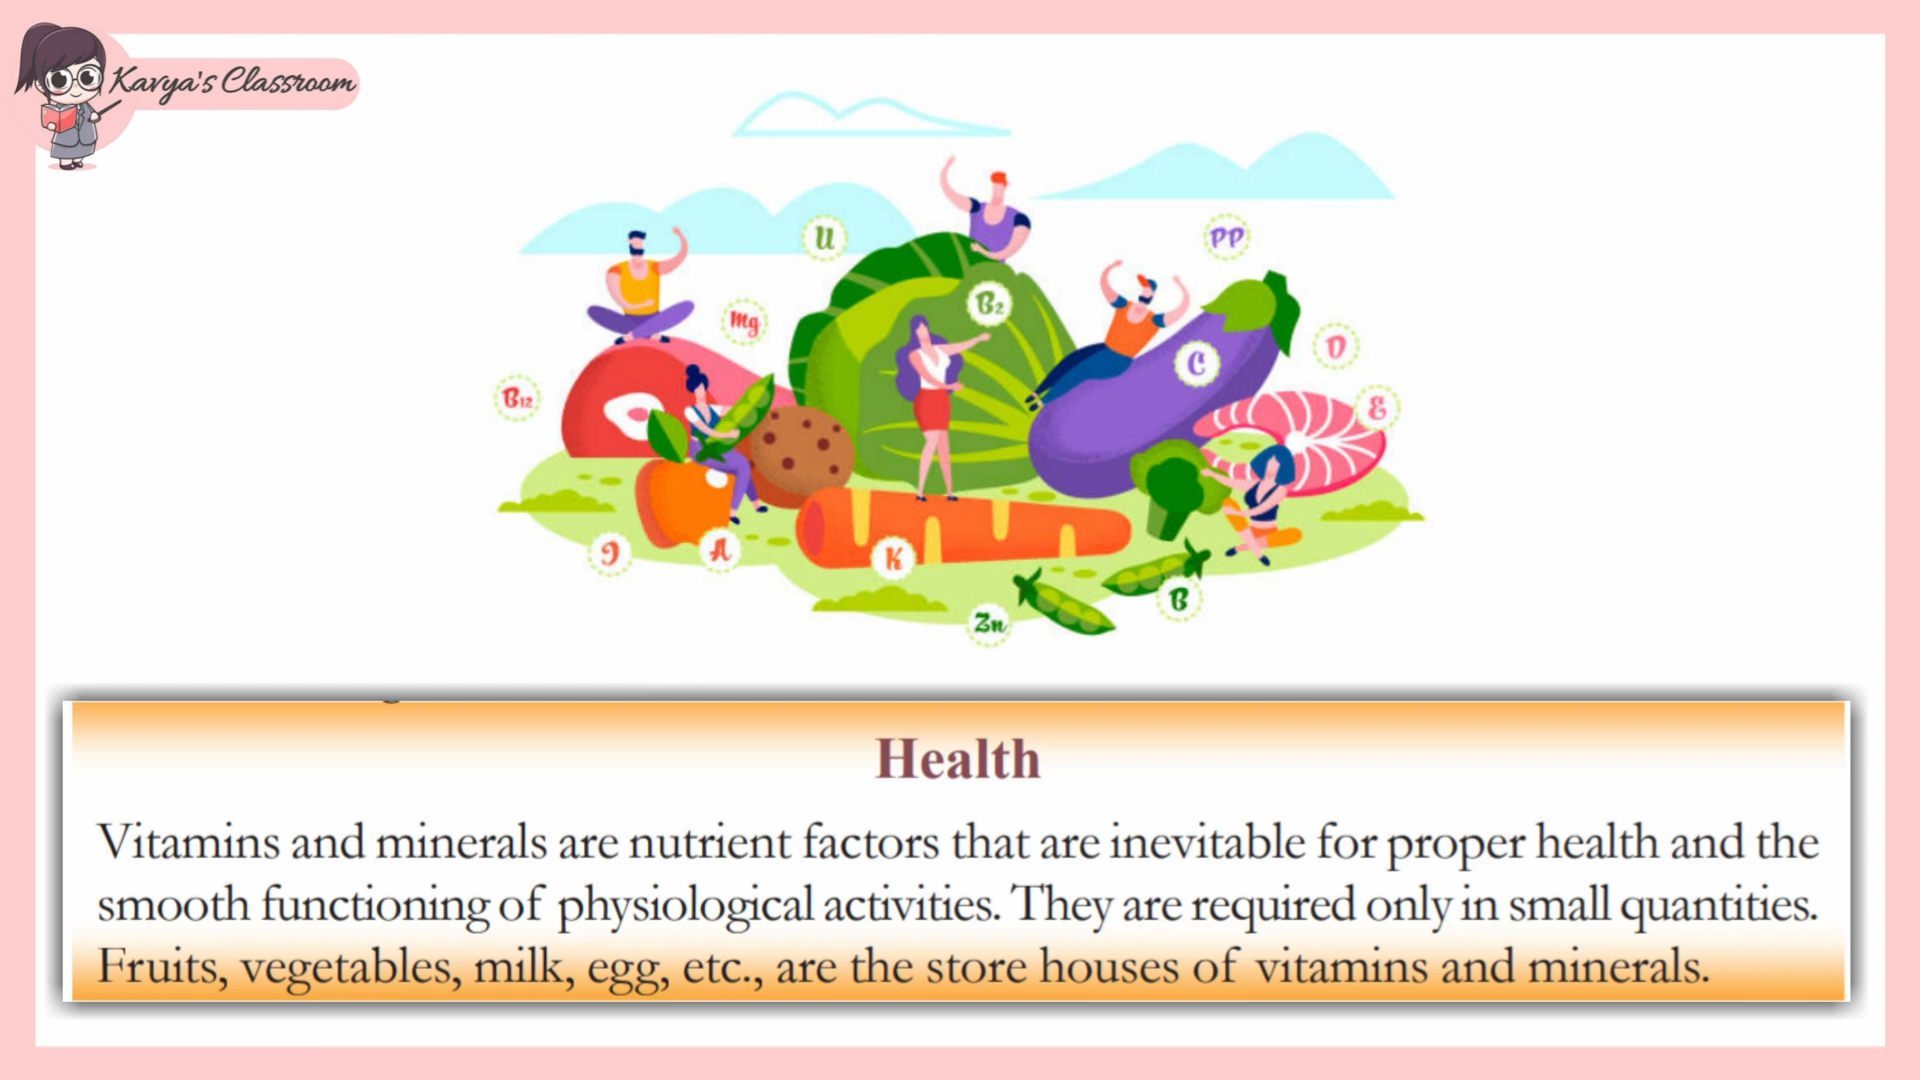 Kavya's Classroom
U
PP
B2
Mg
C
D
B12
E
J
A
K
B
Zn
Health
Vitamins and minerals are nutrient factors that are inevitable for proper health and the
smooth functioning of physiological activities. They are required only in small quantities.
Fruits, vegetables, milk, egg, etc., are the store houses of vitamins and minerals.